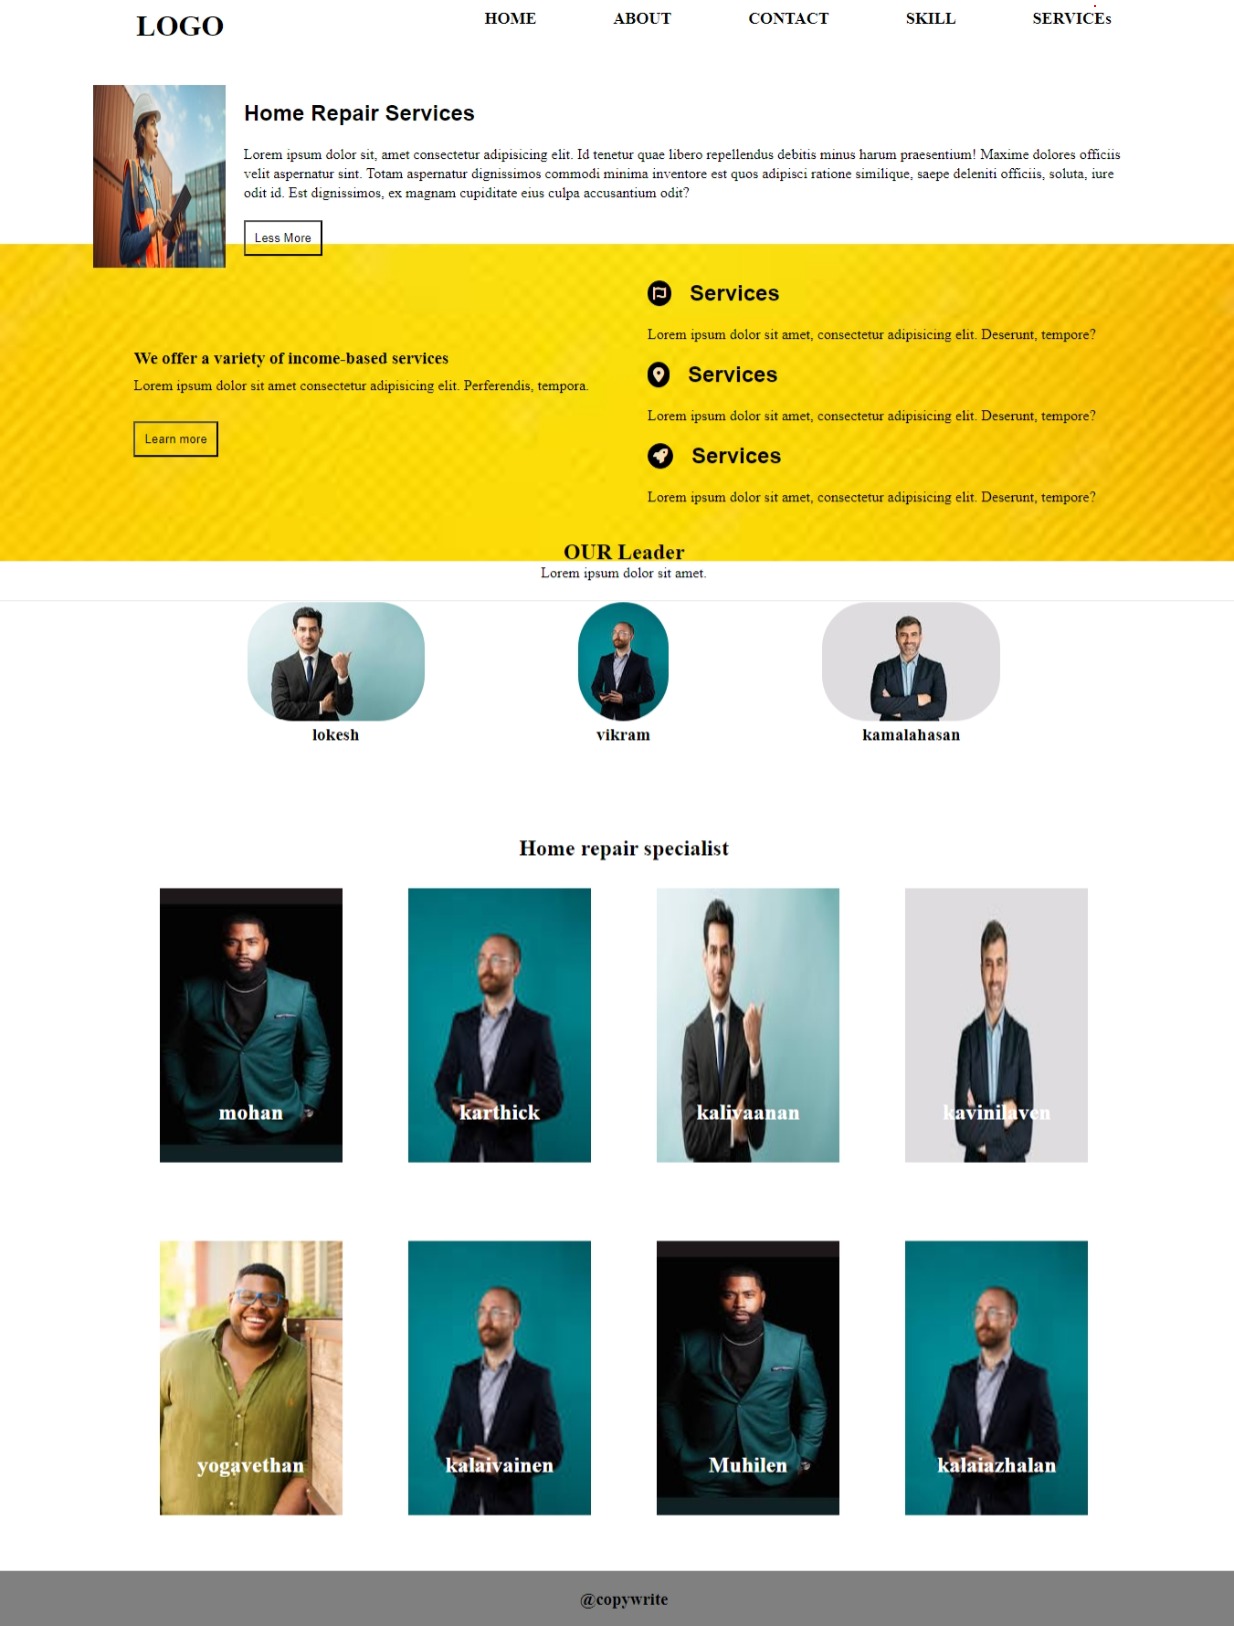 LOGO
HOME
ABOUT
CONTACT
SKILL
SERVICEs
Home Repair Services
Lorem ipsum dolor sit, amet consectetur adipisicing elit. Id tenetur quae libero repellendus debitis minus harum praesentium! Maxime dolores officiis
velit aspernatur sint. Totam aspernatur dignissimos commodi minima inventore est quos adipisci ratione similique, saepe deleniti officiis, soluta, iure
odit id. Est dignissimos, ex magnam cupiditate eius culpa accusantium odit?
Less More
We offer a variety of income-based services
Lorem ipsum dolor sit amet consectetur adipisicing elit. Perferendis, tempora.
Learn more
Services
Lorem ipsum dolor sit amet, consectetur adipisicing elit. Deserunt, tempore?
Services
Lorem ipsum dolor sit amet, consectetur adipisicing elit. Deserunt, tempore?
Services
Lorem ipsum dolor sit amet, consectetur adipisicing elit. Deserunt, tempore?
OUR Leader
Lorem ipsum dolor sit amet.
lokesh
vikram
kamalahasan
Home repair specialist
mohan
karthick
kalivaanan
kavinilaven
yogavethan
kalaivainen
Muhilen
kalaiazhalan
@copywrite